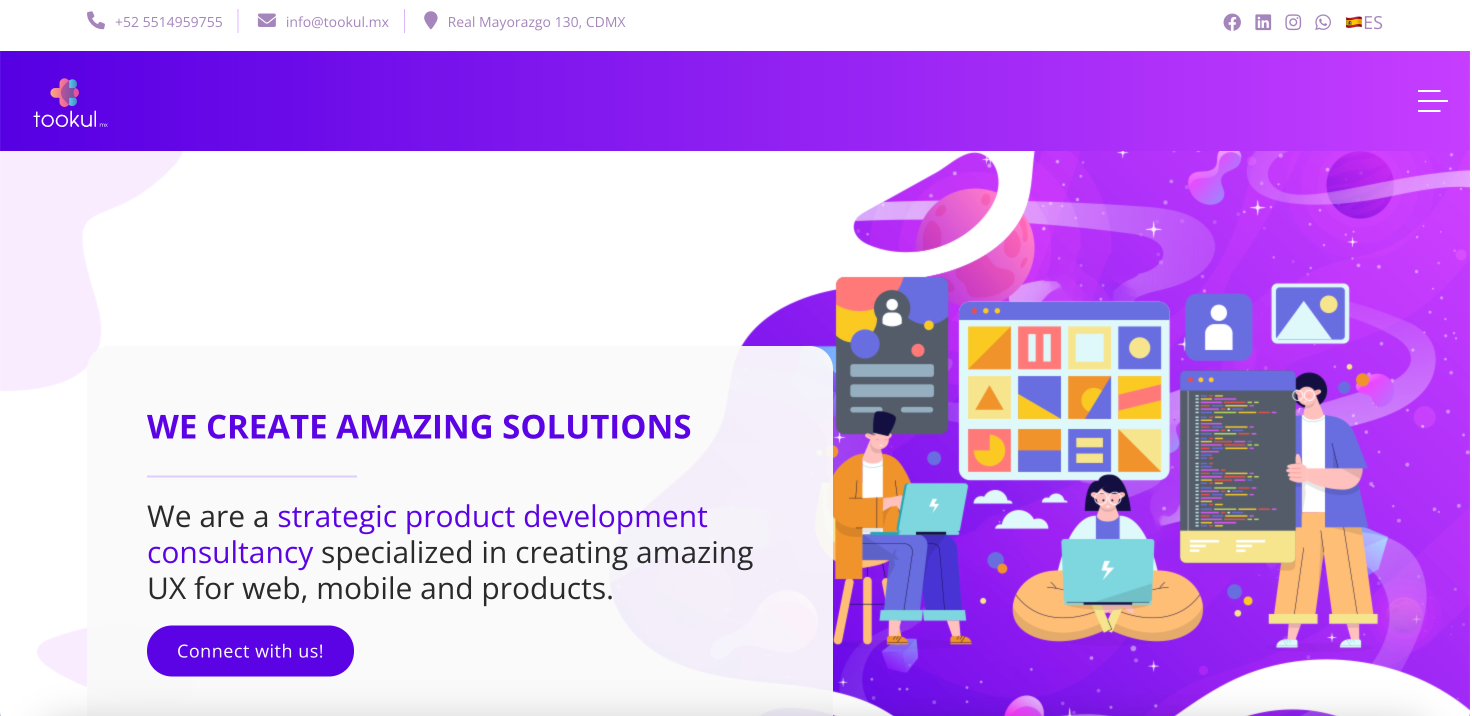 +52 5514959755
info@tookul.mx
Real Mayorazgo 130, CDMX
🇪🇸ES
tookul mx
WE CREATE AMAZING SOLUTIONS
We are a strategic product development
consultancy specialized in creating amazing
UX for web, mobile and products.
Connect with us!